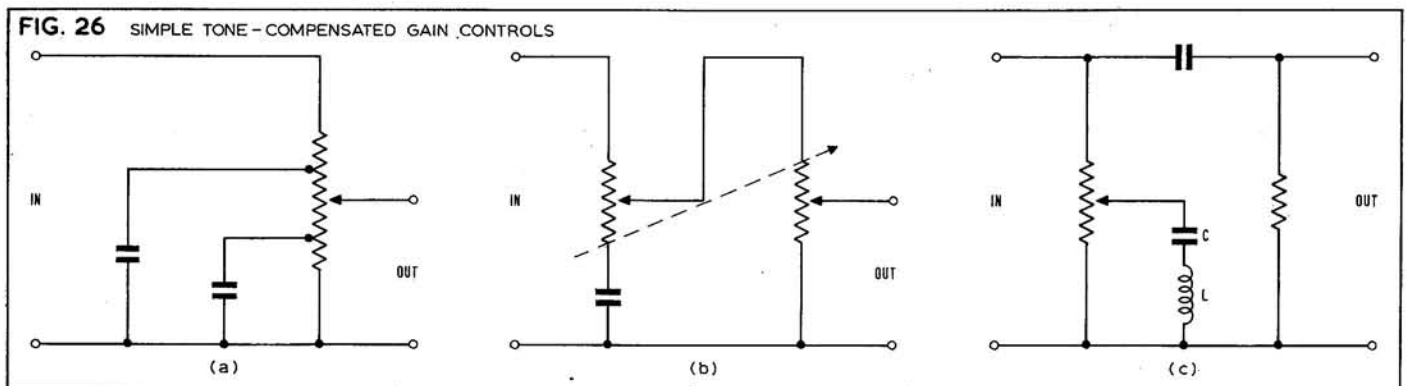 FIG. 26 SIMPLE TONE-COMPENSATED GAIN CONTROLS
IN
OUT
(a)
IN
OUT
(b)
IN
C
L
OUT
(c)